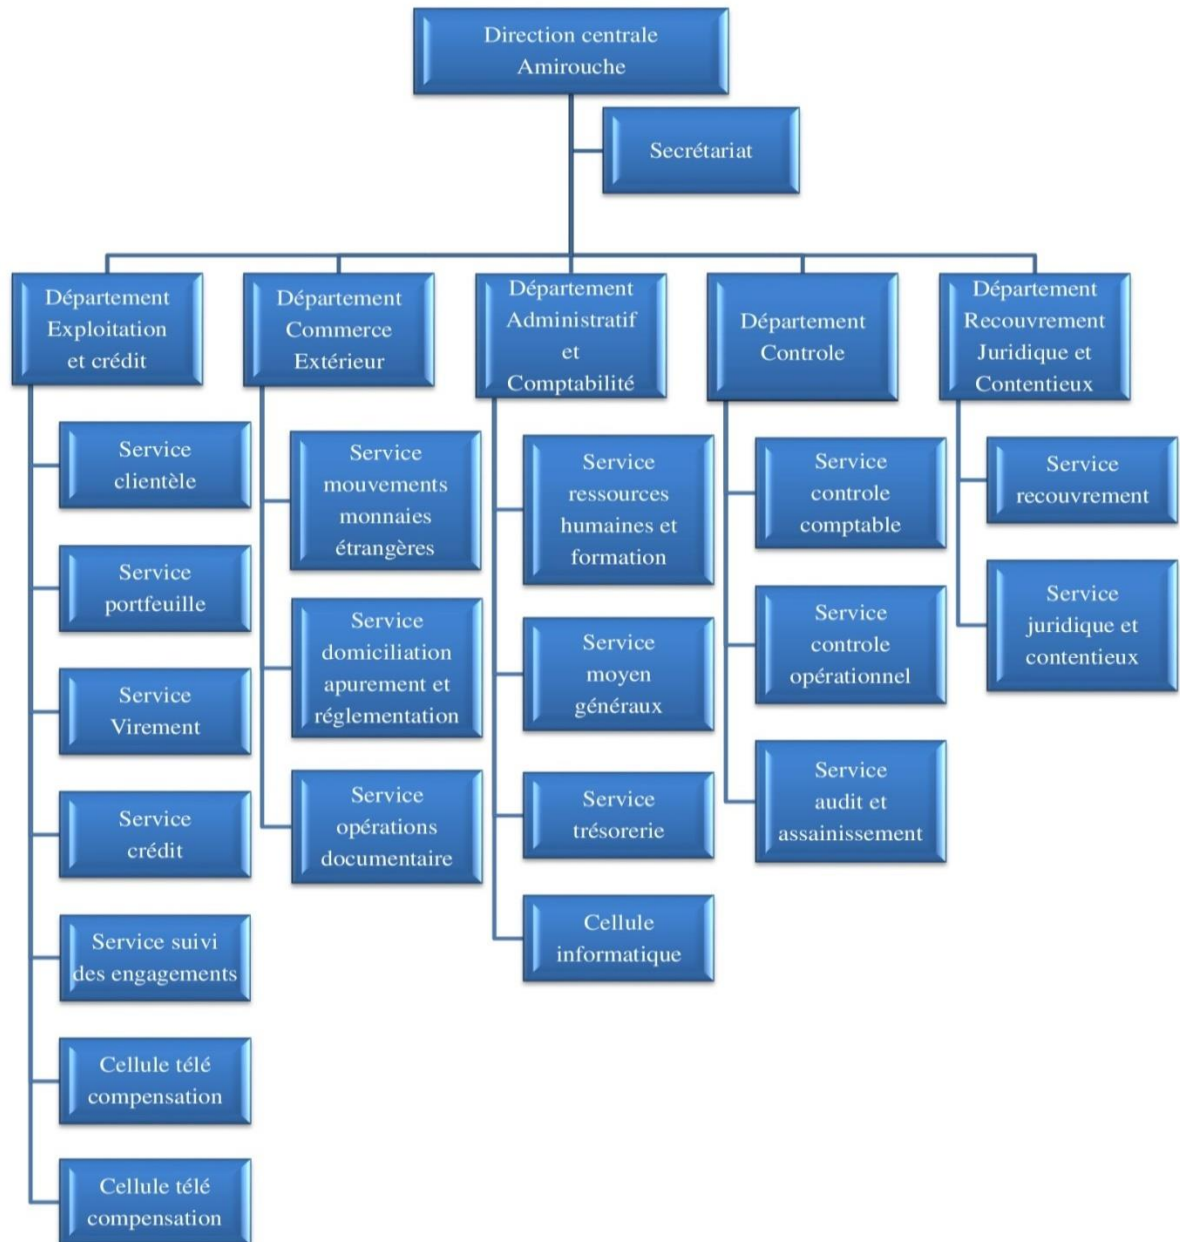 Direction centrale
Amirouche
Secrétariat
Département
Exploitation
et crédit
Département
Commerce
Extérieur
Département
Administratif
et
Comptabilité
Département
Controle
Département
Recouvrement
Juridique et
Contentieux
Service
clientèle
Service
portfeuille
Service
Virement
Service
crédit
Service suivi
des engagements
Cellule télé
compensation
Cellule télé
compensation
Service
mouvements
monnaies
étrangères
Service
domiciliation
apurement et
réglementation
Service
opérations
documentaire
Service
ressources
humaines et
formation
Service
moyen
généraux
Service
trésorerie
Cellule
informatique
Service
controle
comptable
Service
controle
opérationnel
Service
audit et
assainissement
Service
recouvrement
Service
juridique et
contentieux